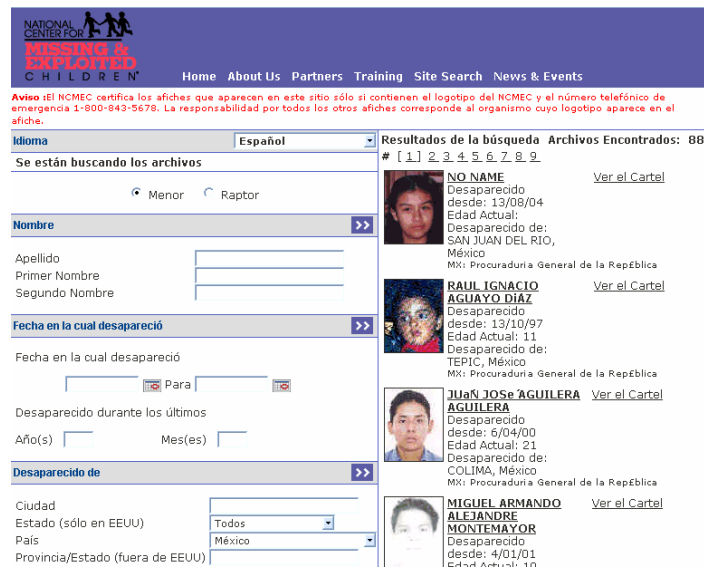 NATIONAL
CENTER FOR
MISSING &
EXPLOITED
CHILDREN
Home About Us Partners Training Site Search News & Events
Aviso :El NCMEC certifica los afiches que aparecen en este sitio sólo si contienen el logotipo del NCMEC y el número telefónico de
emergencia 1-800-843-5678. La responsabilidad por todos los otros afiches corresponde al organismo cuyo logotipo aparece en el
afiche.
Idioma Español
Se están buscando los archivos
Menor Raptor
Nombre >>
Apellido
Primer Nombre
Segundo Nombre
Fecha en la cual desapareció >>
Fecha en la cual desapareció
Para
Desaparecido durante los últimos
Año(s) Mes(es)
Desaparecido de >>
Ciudad
Estado (sólo en EEUU) Todos
País México
Provincia/Estado (fuera de EEUU)
Resultados de la búsqueda Archivos Encontrados: 88
# [ 1 ] 2 3 4 5 6 7 8 9
NO NAME Ver el Cartel
Desaparecido
desde: 13/08/04
Edad Actual:
Desaparecido de:
SAN JUAN DEL RIO,
México
MX: Procuraduria General de la Rep£blica
RAUL IGNACIO Ver el Cartel
AGUAYO DiÁZ
Desaparecido
desde: 13/10/97
Edad Actual: 11
Desaparecido de:
TEPIC, México
MX: Procuraduria General de la Rep£blica
JUaÑ JOSe ́AGUILERA Ver el Cartel
AGUILERA
Desaparecido
desde: 6/04/00
Edad Actual: 21
Desaparecido de:
COLIMA, México
MX: Procuraduria General de la Rep£blica
MIGUEL ARMANDO Ver el Cartel
ALEJANDRE
MONTEMAYOR
Desaparecido
desde: 4/01/01
Edad Actual: 10